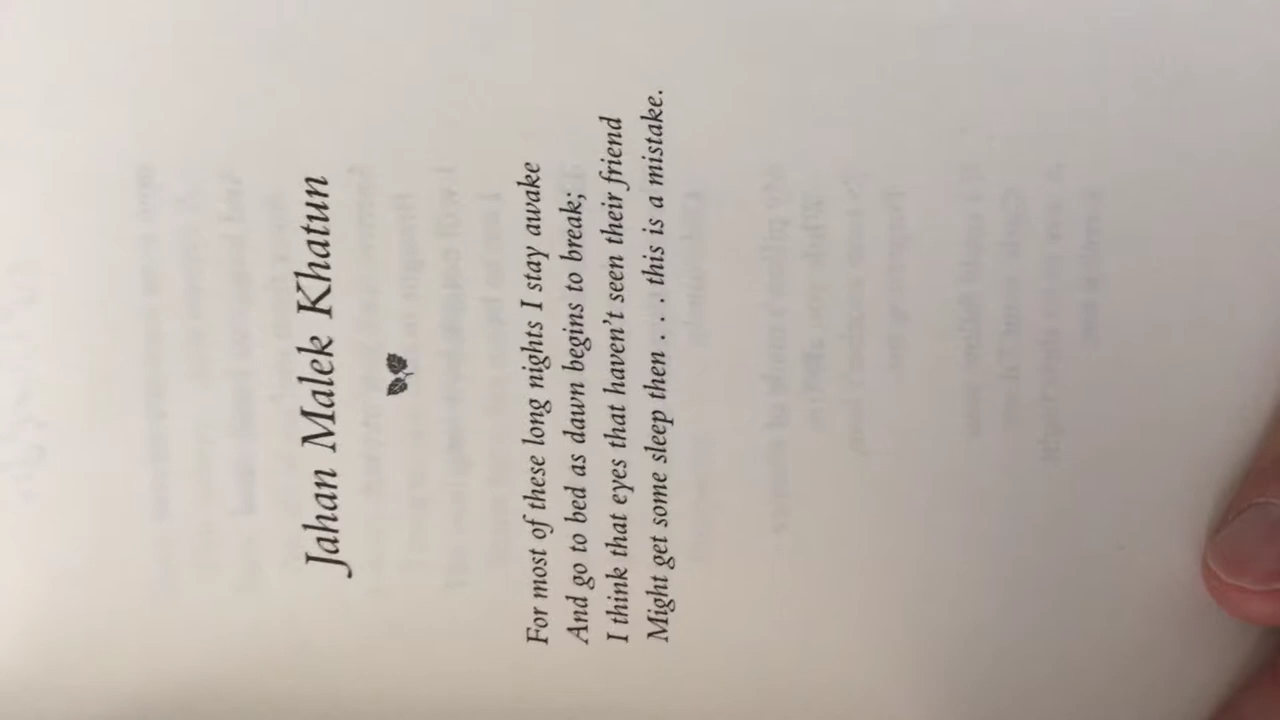 Jahan Malek Khatun
For most of these long nights I stay awake
And go to bed as dawn begins to break;
I think that eyes that haven't seen their friend
Might get some sleep then . . . this is a mistake.